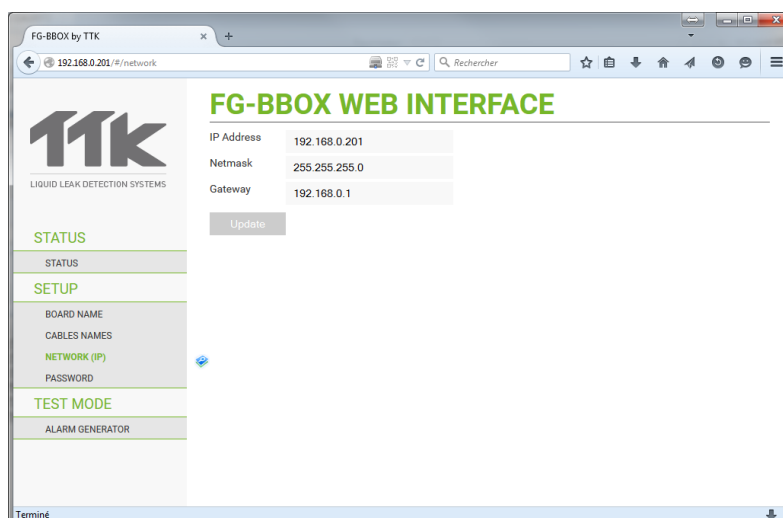 FG-BBOX by TTK
192.168.0.201/#/network
Rechercher
TTK
LIQUID LEAK DETECTION SYSTEMS
FG-BBOX WEB INTERFACE
IP Address 192.168.0.201
Netmask 255.255.255.0
Gateway 192.168.0.1
Update
STATUS
STATUS
SETUP
BOARD NAME
CABLES NAMES
NETWORK (IP)
PASSWORD
TEST MODE
ALARM GENERATOR
Terminé